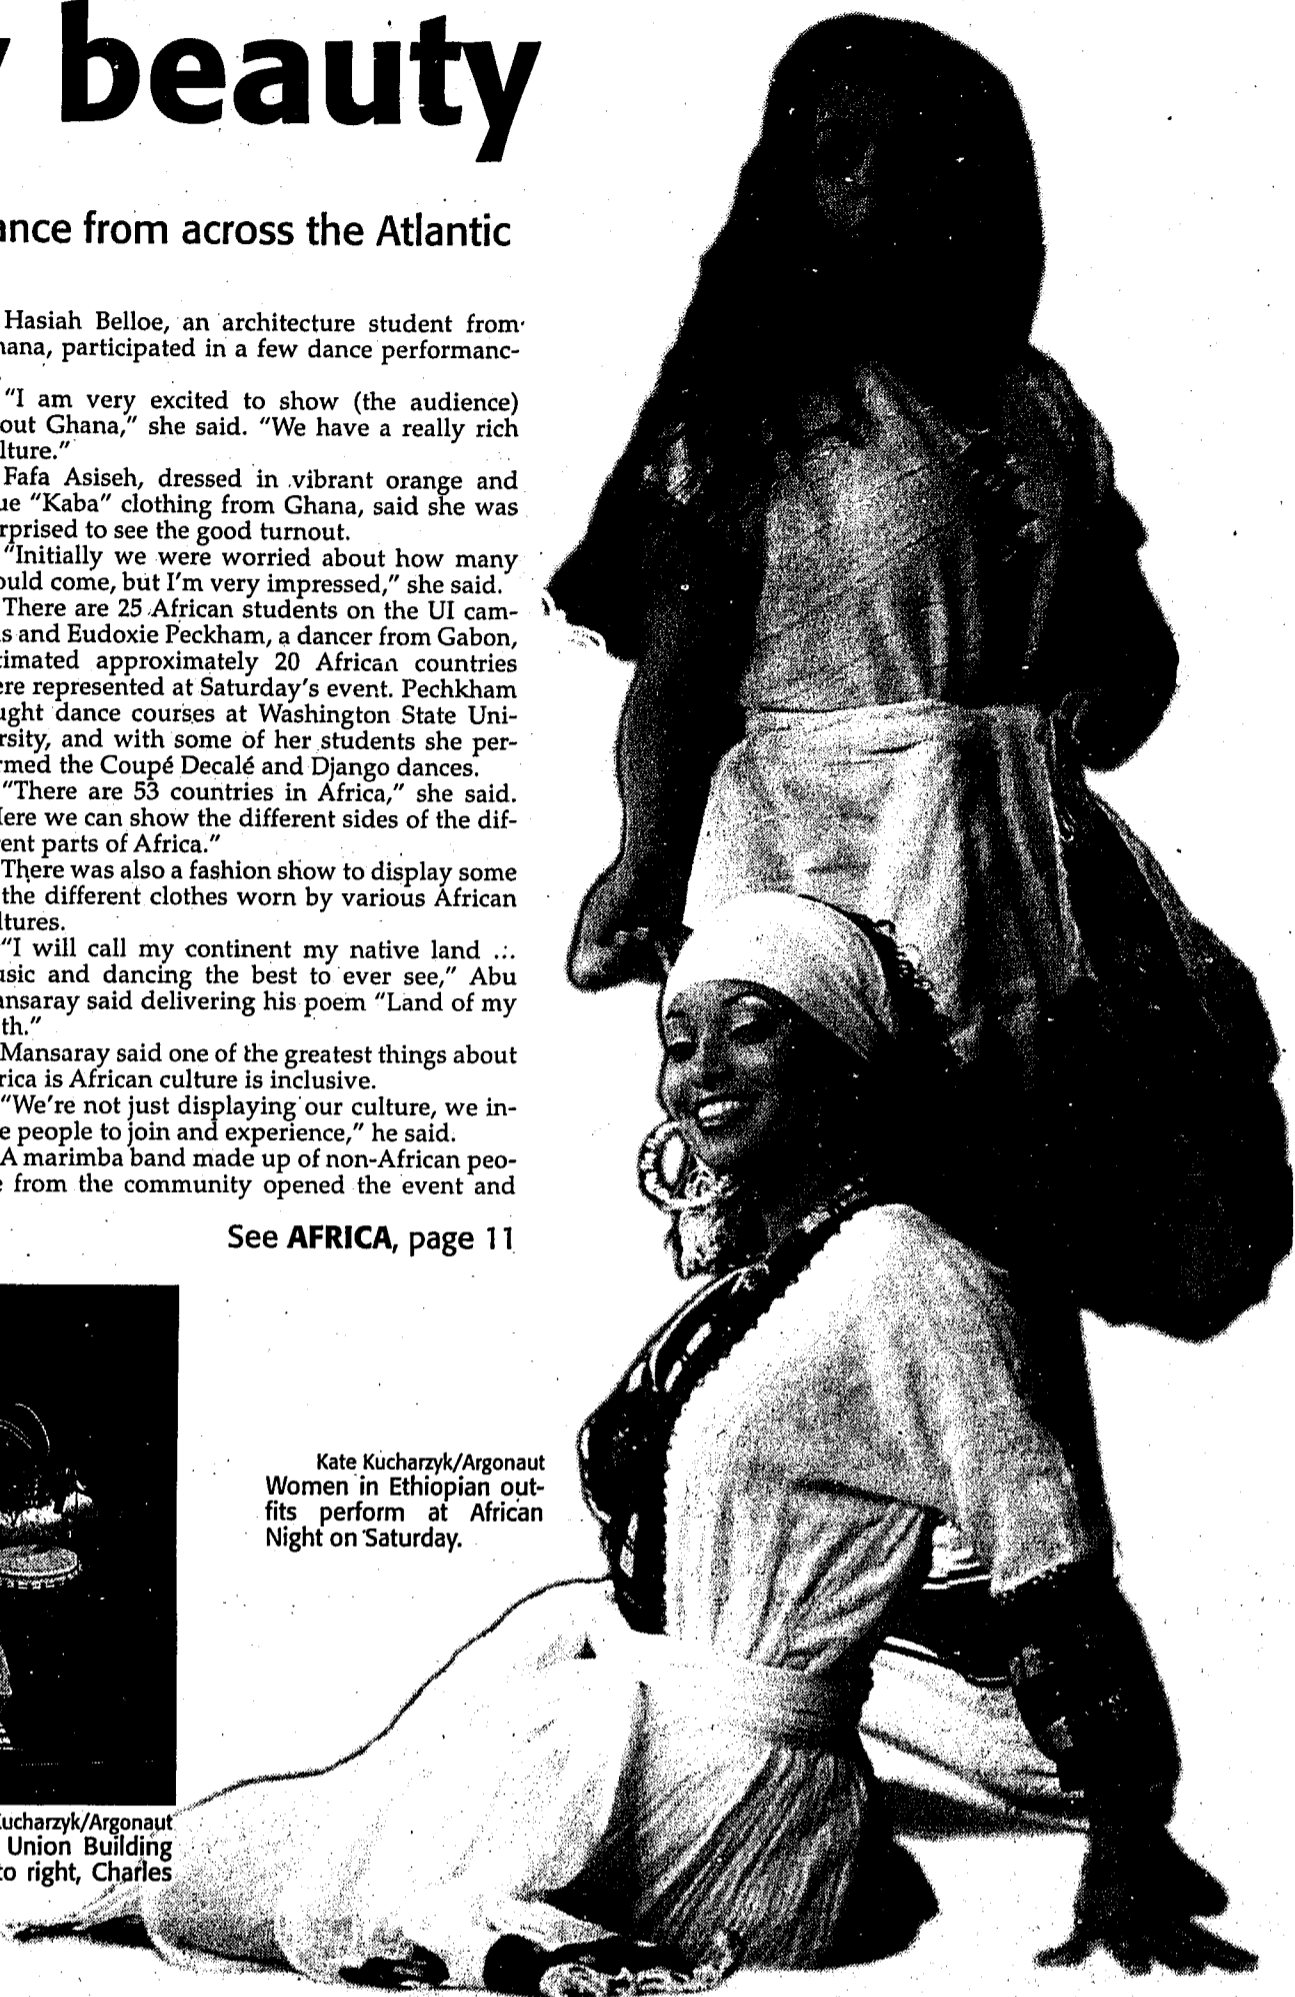 beauty
ance from across the Atlantic
Hasiah Belloe, an architecture student from
hana, participated in a few dance performanc-
"I am very excited to show (the audience)
out Ghana," she said. "We have a really rich
lture."
Fafa Asiseh, dressed in vibrant orange and
ue "Kaba" clothing from Ghana, said she was
rprised to see the good turnout.
"Initially we were worried about how many
ould come, but I'm very impressed," she said.
There are 25 African students on the UI cam-
s and Eudoxie Peckham, a dancer from Gabon,
timated approximately 20 African countries
ere represented at Saturday's event. Pechkham
ught dance courses at Washington State Uni-
rsity, and with some of her students she per-
rmed the Coupé Decalé and Django dances.
"There are 53 countries in Africa," she said.
Here we can show the different sides of the dif-
ent parts of Africa."
There was also a fashion show to display some
the different clothes worn by various African
ltures.
"I will call my continent my native land ...
usic and dancing the best to ever see," Abu
ansaray said delivering his poem "Land of my
th."
Mansaray said one of the greatest things about
rica is African culture is inclusive.
"We're not just displaying our culture, we in-
e people to join and experience," he said.
A marimba band made up of non-African peo-
e from the community opened the event and
See AFRICA, page 11
Kate Kucharzyk/Argonaut
Women in Ethiopian out-
fits perform at African
Night on Saturday.
Kucharzyk/Argonaut
Union Building
to right, Charles